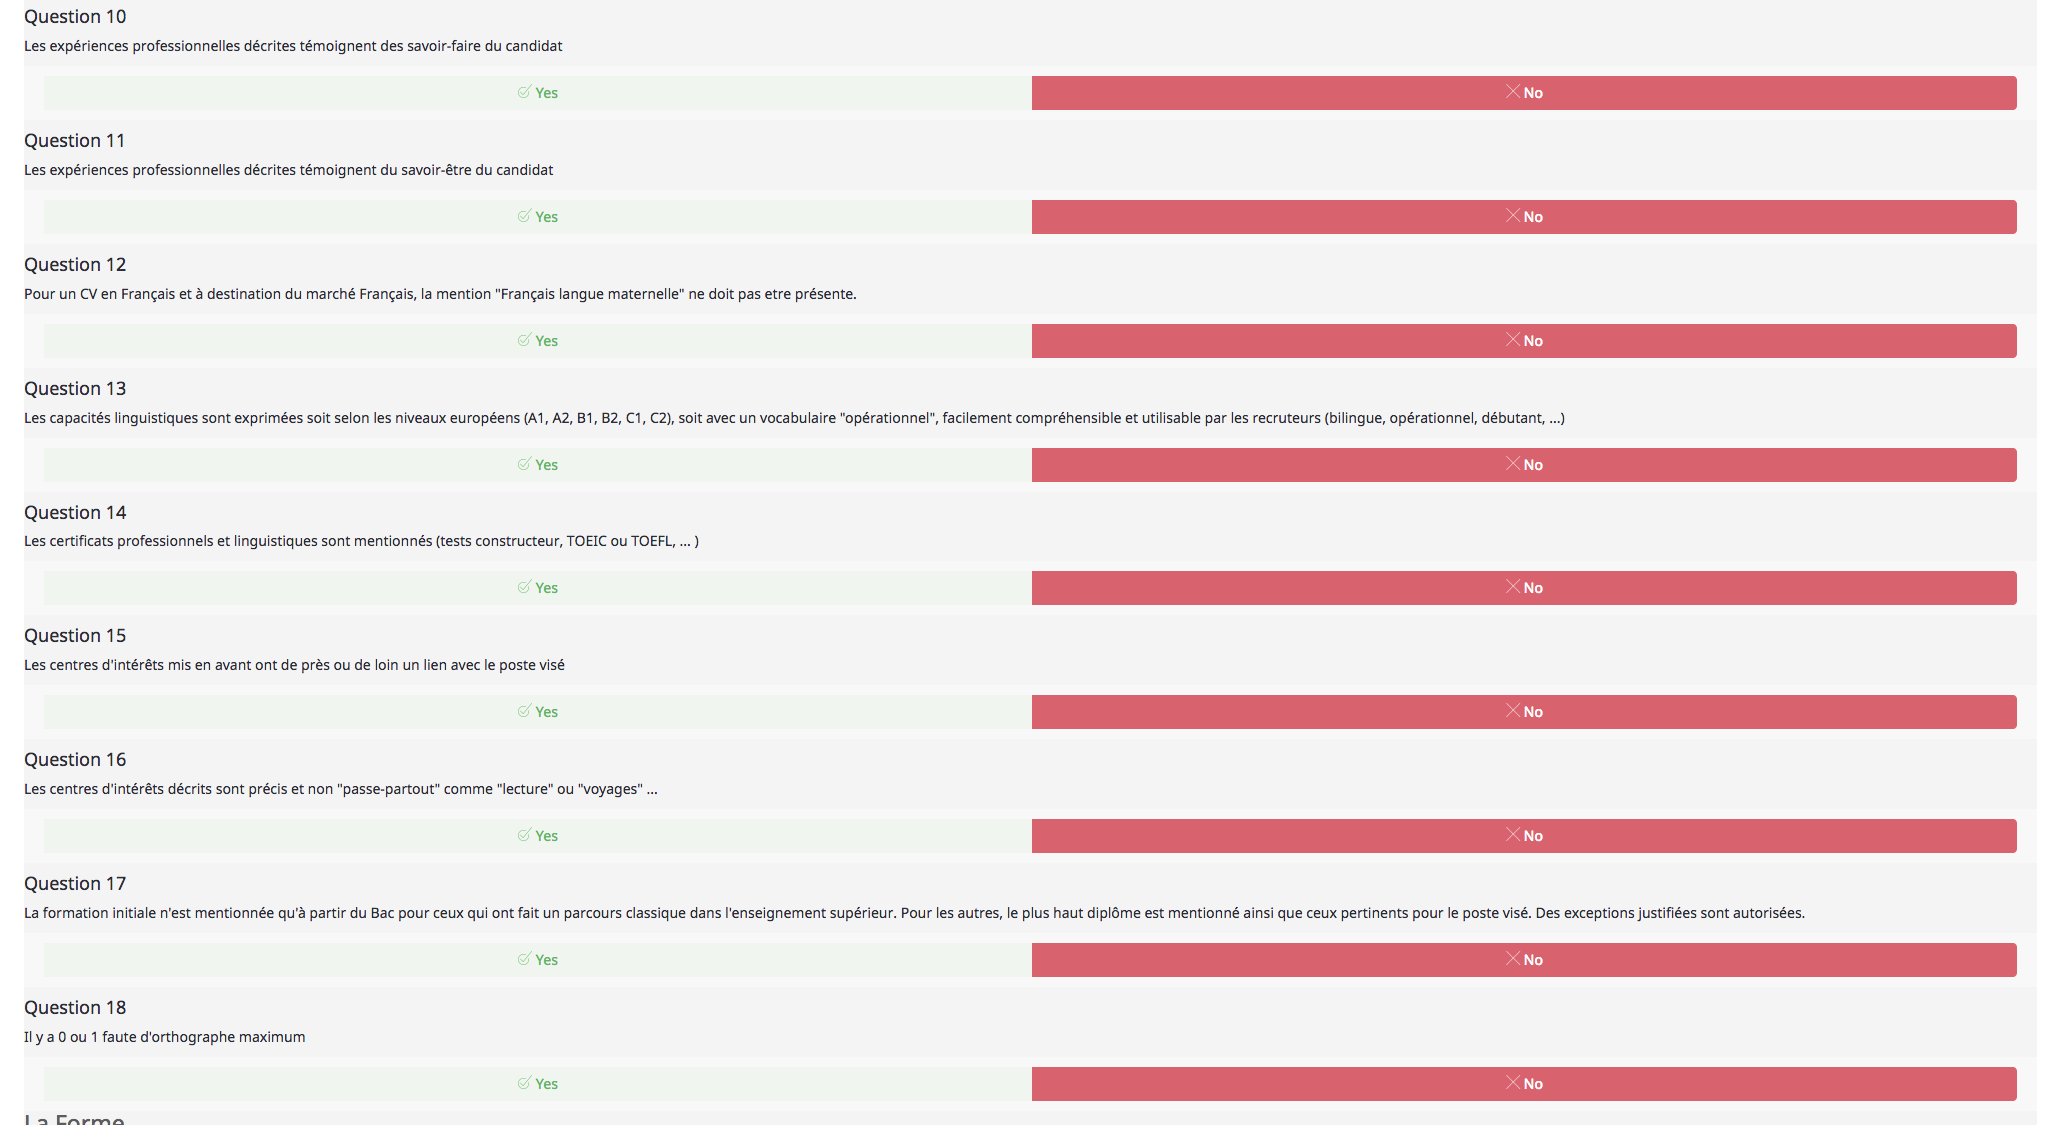 Question 10
Les expériences professionnelles décrites témoignent des savoir-faire du candidat
Yes No
Question 11
Les expériences professionnelles décrites témoignent du savoir-être du candidat
Yes No
Question 12
Pour un CV en Français et à destination du marché Français, la mention "Français langue maternelle" ne doit pas etre présente.
Yes No
Question 13
Les capacités linguistiques sont exprimées soit selon les niveaux européens (A1, A2, B1, B2, C1, C2), soit avec un vocabulaire "opérationnel", facilement compréhensible et utilisable par les recruteurs (bilingue, opérationnel, débutant, ...)
Yes No
Question 14
Les certificats professionnels et linguistiques sont mentionnés (tests constructeur, TOEIC ou TOEFL, ... )
Yes No
Question 15
Les centres d'intérêts mis en avant ont de près ou de loin un lien avec le poste visé
Yes No
Question 16
Les centres d'intérêts décrits sont précis et non "passe-partout" comme "lecture" ou "voyages" ...
Yes No
Question 17
La formation initiale n'est mentionnée qu'à partir du Bac pour ceux qui ont fait un parcours classique dans l'enseignement supérieur. Pour les autres, le plus haut diplôme est mentionné ainsi que ceux pertinents pour le poste visé. Des exceptions justifiées sont autorisées.
Yes No
Question 18
Il y a 0 ou 1 faute d'orthographe maximum
Yes No
La Forme